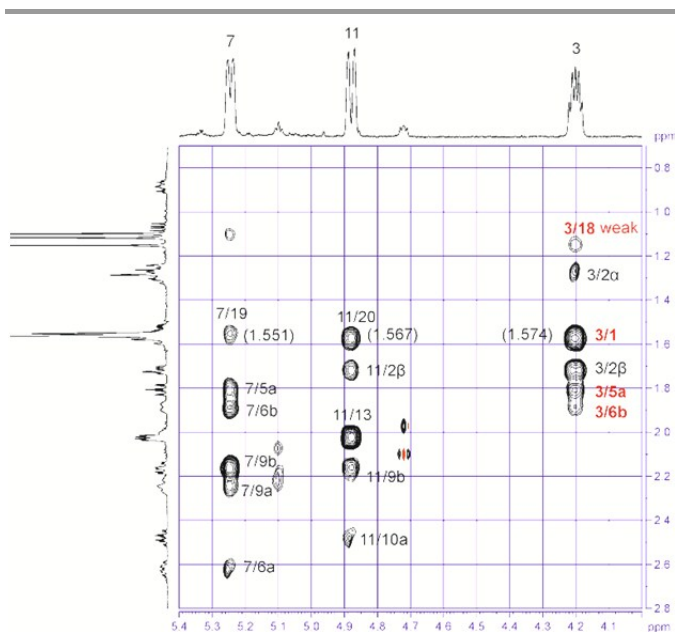 7 11 3
ppm
0.8
1.0
3/18 weak
1.2
3/2α
1.4
7/19 11/20
(1.551) (1.567) (1.574) 3/1
1.6
11/2β 3/2β
7/5a 1.8
3/5a
7/6b 3/6b
11/13
2.0
7/9b
11/9b
2.2
7/9a
2.4
11/10a
7/6a
2.6
2.8
5.4 5.3 5.2 5.1 5.0 4.9 4.8 4.7 4.6 4.5 4.4 4.3 4.2 4.1 ppm